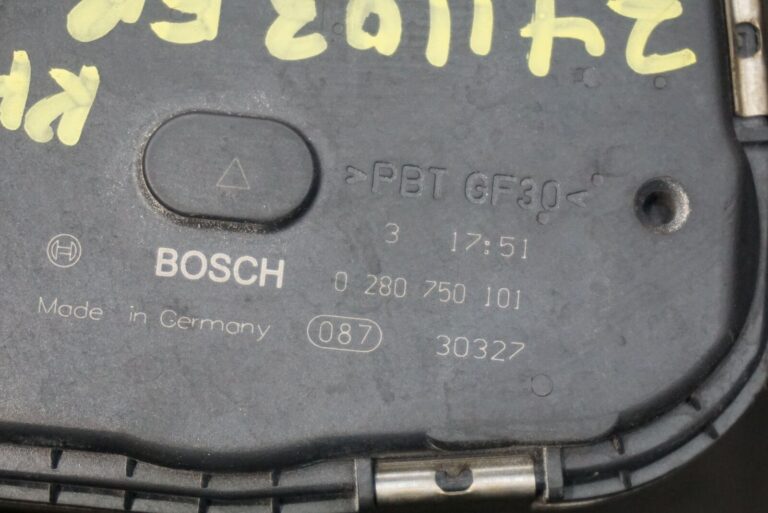 >PBT GF30<
3 17:51
BOSCH 0 280 750 101
Made in Germany 087 30327